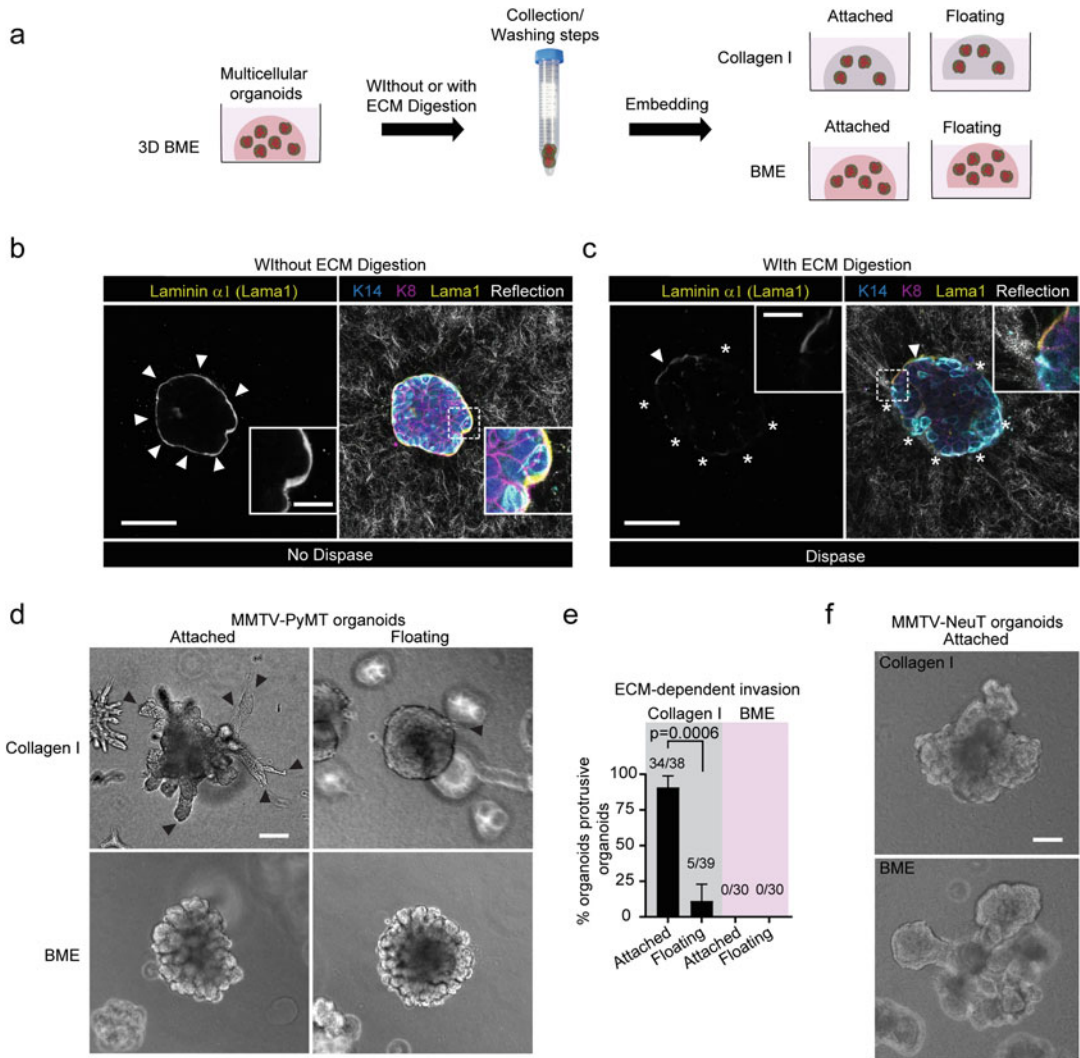 a
Multicellular
organoids
3D BME
WIthout or with
ECM Digestion
Collection/
Washing steps
Embedding
Attached
Floating
Collagen I
Attached
Floating
BME
b
WIthout ECM Digestion
Laminin α1 (Lama1)
K14 K8 Lama1 Reflection
No Dispase
c
WIth ECM Digestion
Laminin α1 (Lama1)
K14 K8 Lama1 Reflection
* * * * * *
* * * * * *
Dispase
d
MMTV-PyMT organoids
Attached
Floating
Collagen I
BME
e
ECM-dependent invasion
Collagen I BME
p=0.0006
34/38
5/39
0/30 0/30
% organoids protrusive
organoids
100
75
50
25
0
Attached
Floating
Attached
Floating
f
MMTV-NeuT organoids
Attached
Collagen I
BME